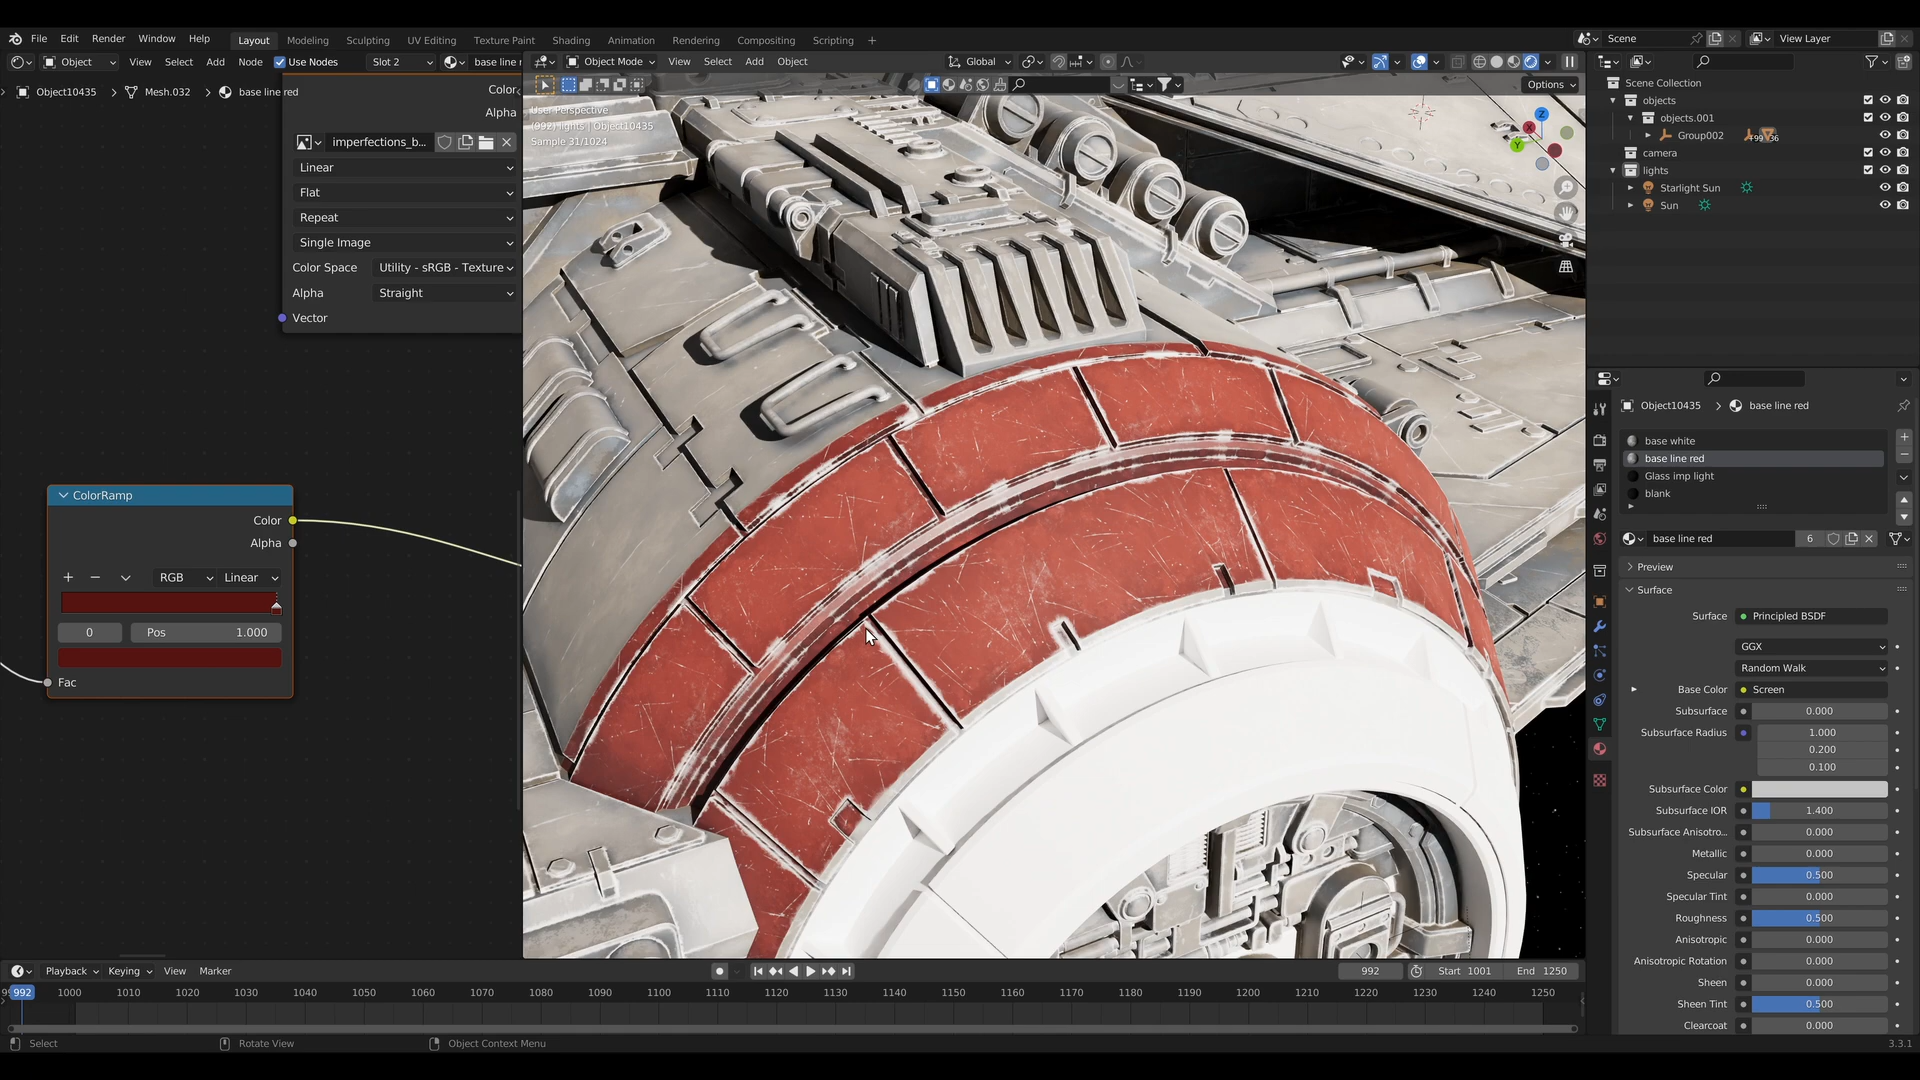 File Edit Render Window Help Layout Modeling Sculpting UV Editing Texture Paint Shading Animation Rendering Compositing Scripting + Scene View Layer
Object View Select Add Node Use Nodes Slot 2 base line r Object Mode View Select Add Object Global
Object10435 > Mesh.032 > base line red
Options
Color
Alpha
imperfections_b...
Linear
Flat
Repeat
Single Image
Color Space Utility - sRGB - Texture
Alpha Straight
Vector
ColorRamp
Color
Alpha
RGB Linear
0 Pos 1.000
Fac
User Perspective
(992) lights | Object10435
Sample 31/1024
Z
X
Y
Scene Collection
objects
objects.001
Group002
camera
lights
Starlight Sun
Sun
Object10435 > base line red
base white
base line red
Glass imp light
blank
base line red 6
Preview
Surface
Surface Principled BSDF
GGX
Random Walk
Base Color Screen
Subsurface 0.000
Subsurface Radius 1.000
0.200
0.100
Subsurface Color
Subsurface IOR 1.400
Subsurface Anisotro... 0.000
Metallic 0.000
Specular 0.500
Specular Tint 0.000
Roughness 0.500
Anisotropic 0.000
Anisotropic Rotation 0.000
Sheen 0.000
Sheen Tint 0.500
Clearcoat 0.000
Playback Keying View Marker 992 Start 1001 End 1250
992 1000 1010 1020 1030 1040 1050 1060 1070 1080 1090 1100 1110 1120 1130 1140 1150 1160 1170 1180 1190 1200 1210 1220 1230 1240 1250
Select Rotate View Object Context Menu 3.3.1